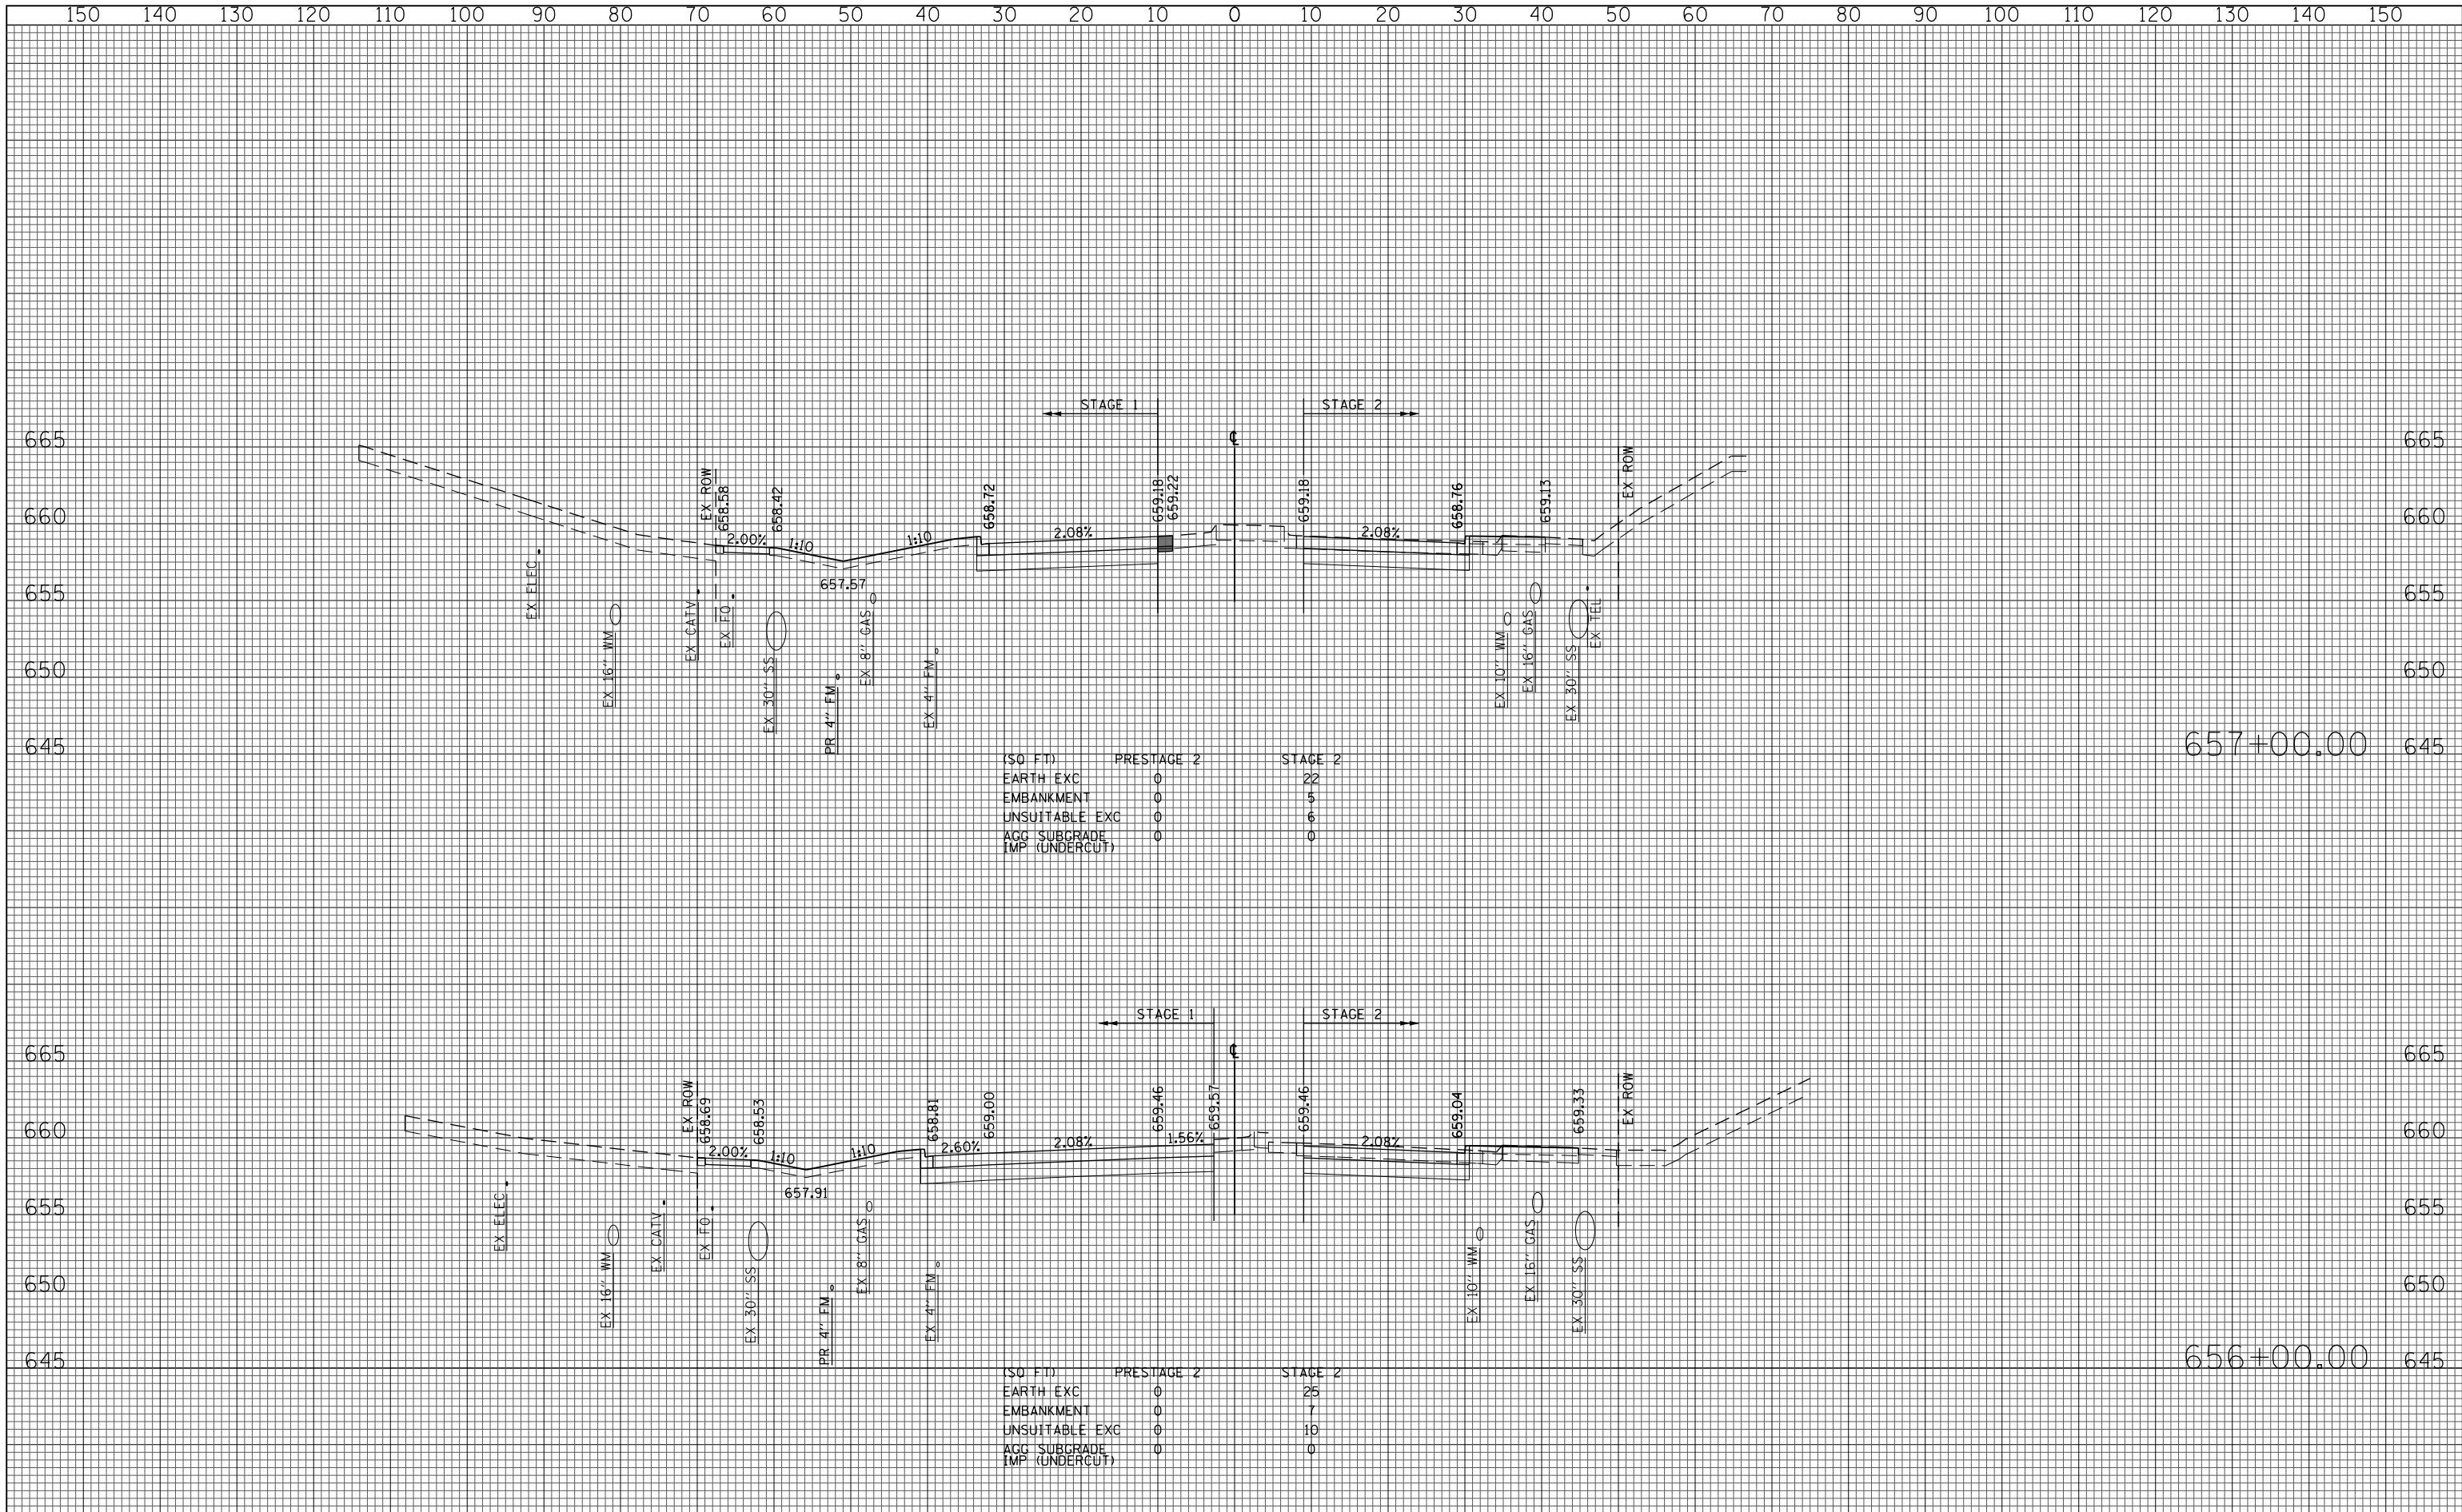 150 140 130 120 110 100 90 80 70 60 50 40 30 20 10 0 10 20 30 40 50 60 70 80 90 100 110 120 130 140 150
STAGE 1
STAGE 2
℄
665
665
EX ROW
658.58
658.42
658.72
659.18
659.22
659.18
658.76
659.13
EX ROW
660
660
2.00%
1:10
1:10
2.08%
2.08%
657.57
655
655
EX ELEC
EX 16" WM
EX CATV
EX FO
EX 30" SS
PR 4" FM
EX 8" GAS
EX 4" FM
EX 10" WM
EX 16" GAS
EX 30" SS
EX TEL
650
650
645
657+00.00
645
(SQ FT) PRESTAGE 2 STAGE 2
EARTH EXC 0 22
EMBANKMENT 0 5
UNSUITABLE EXC 0 6
AGG SUBGRADE 0 0
IMP (UNDERCUT)
STAGE 1
STAGE 2
℄
665
665
EX ROW
658.69
658.53
658.81
659.00
659.46
659.57
659.46
659.04
659.33
EX ROW
660
660
2.00%
1:10
1:10
2.60%
2.08%
1.56%
2.08%
657.91
655
655
EX ELEC
EX 16" WM
EX CATV
EX FO
EX 30" SS
PR 4" FM
EX 8" GAS
EX 4" FM
EX 10" WM
EX 16" GAS
EX 30" SS
650
650
645
656+00.00
645
(SQ FT) PRESTAGE 2 STAGE 2
EARTH EXC 0 25
EMBANKMENT 0 7
UNSUITABLE EXC 0 10
AGG SUBGRADE 0 0
IMP (UNDERCUT)